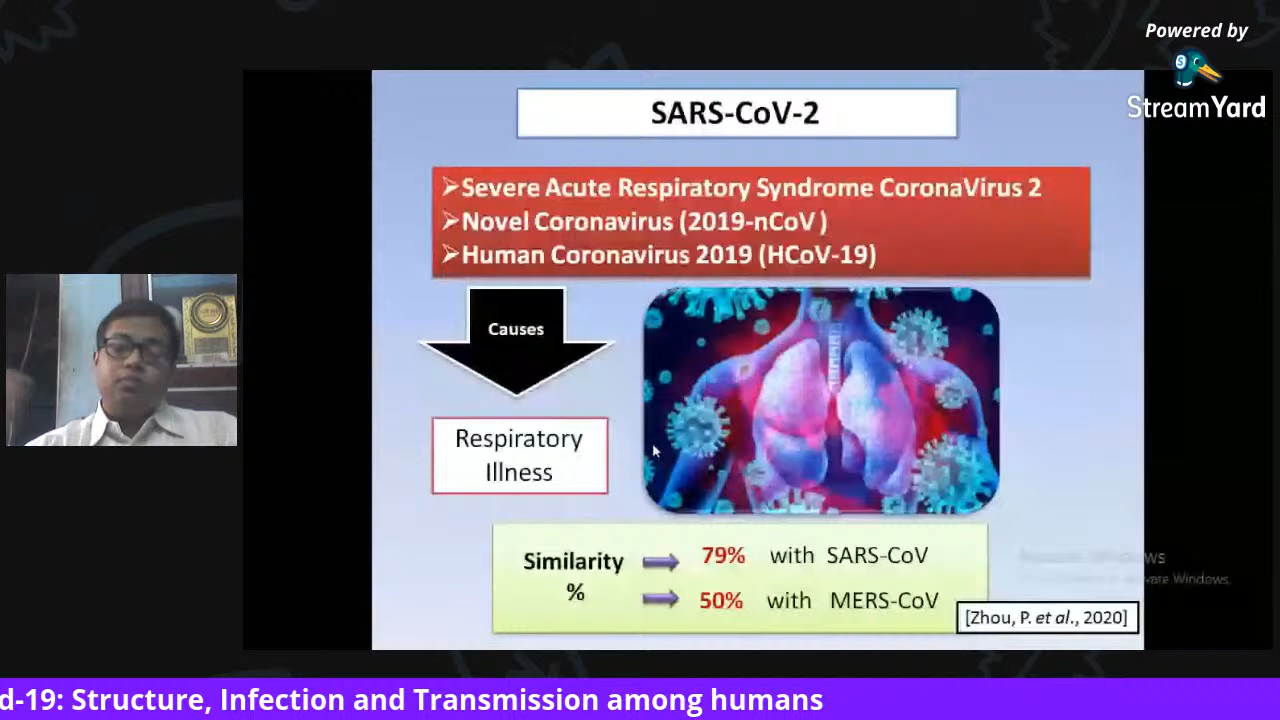 Powered by
StreamYard
SARS-CoV-2
➢Severe Acute Respiratory Syndrome CoronaVirus 2
➢Novel Coronavirus (2019-nCoV )
➢Human Coronavirus 2019 (HCoV-19)
Causes
Respiratory
Illness
Similarity
%
79% with SARS-CoV
50% with MERS-CoV
[Zhou, P. et al., 2020]
d-19: Structure, Infection and Transmission among humans